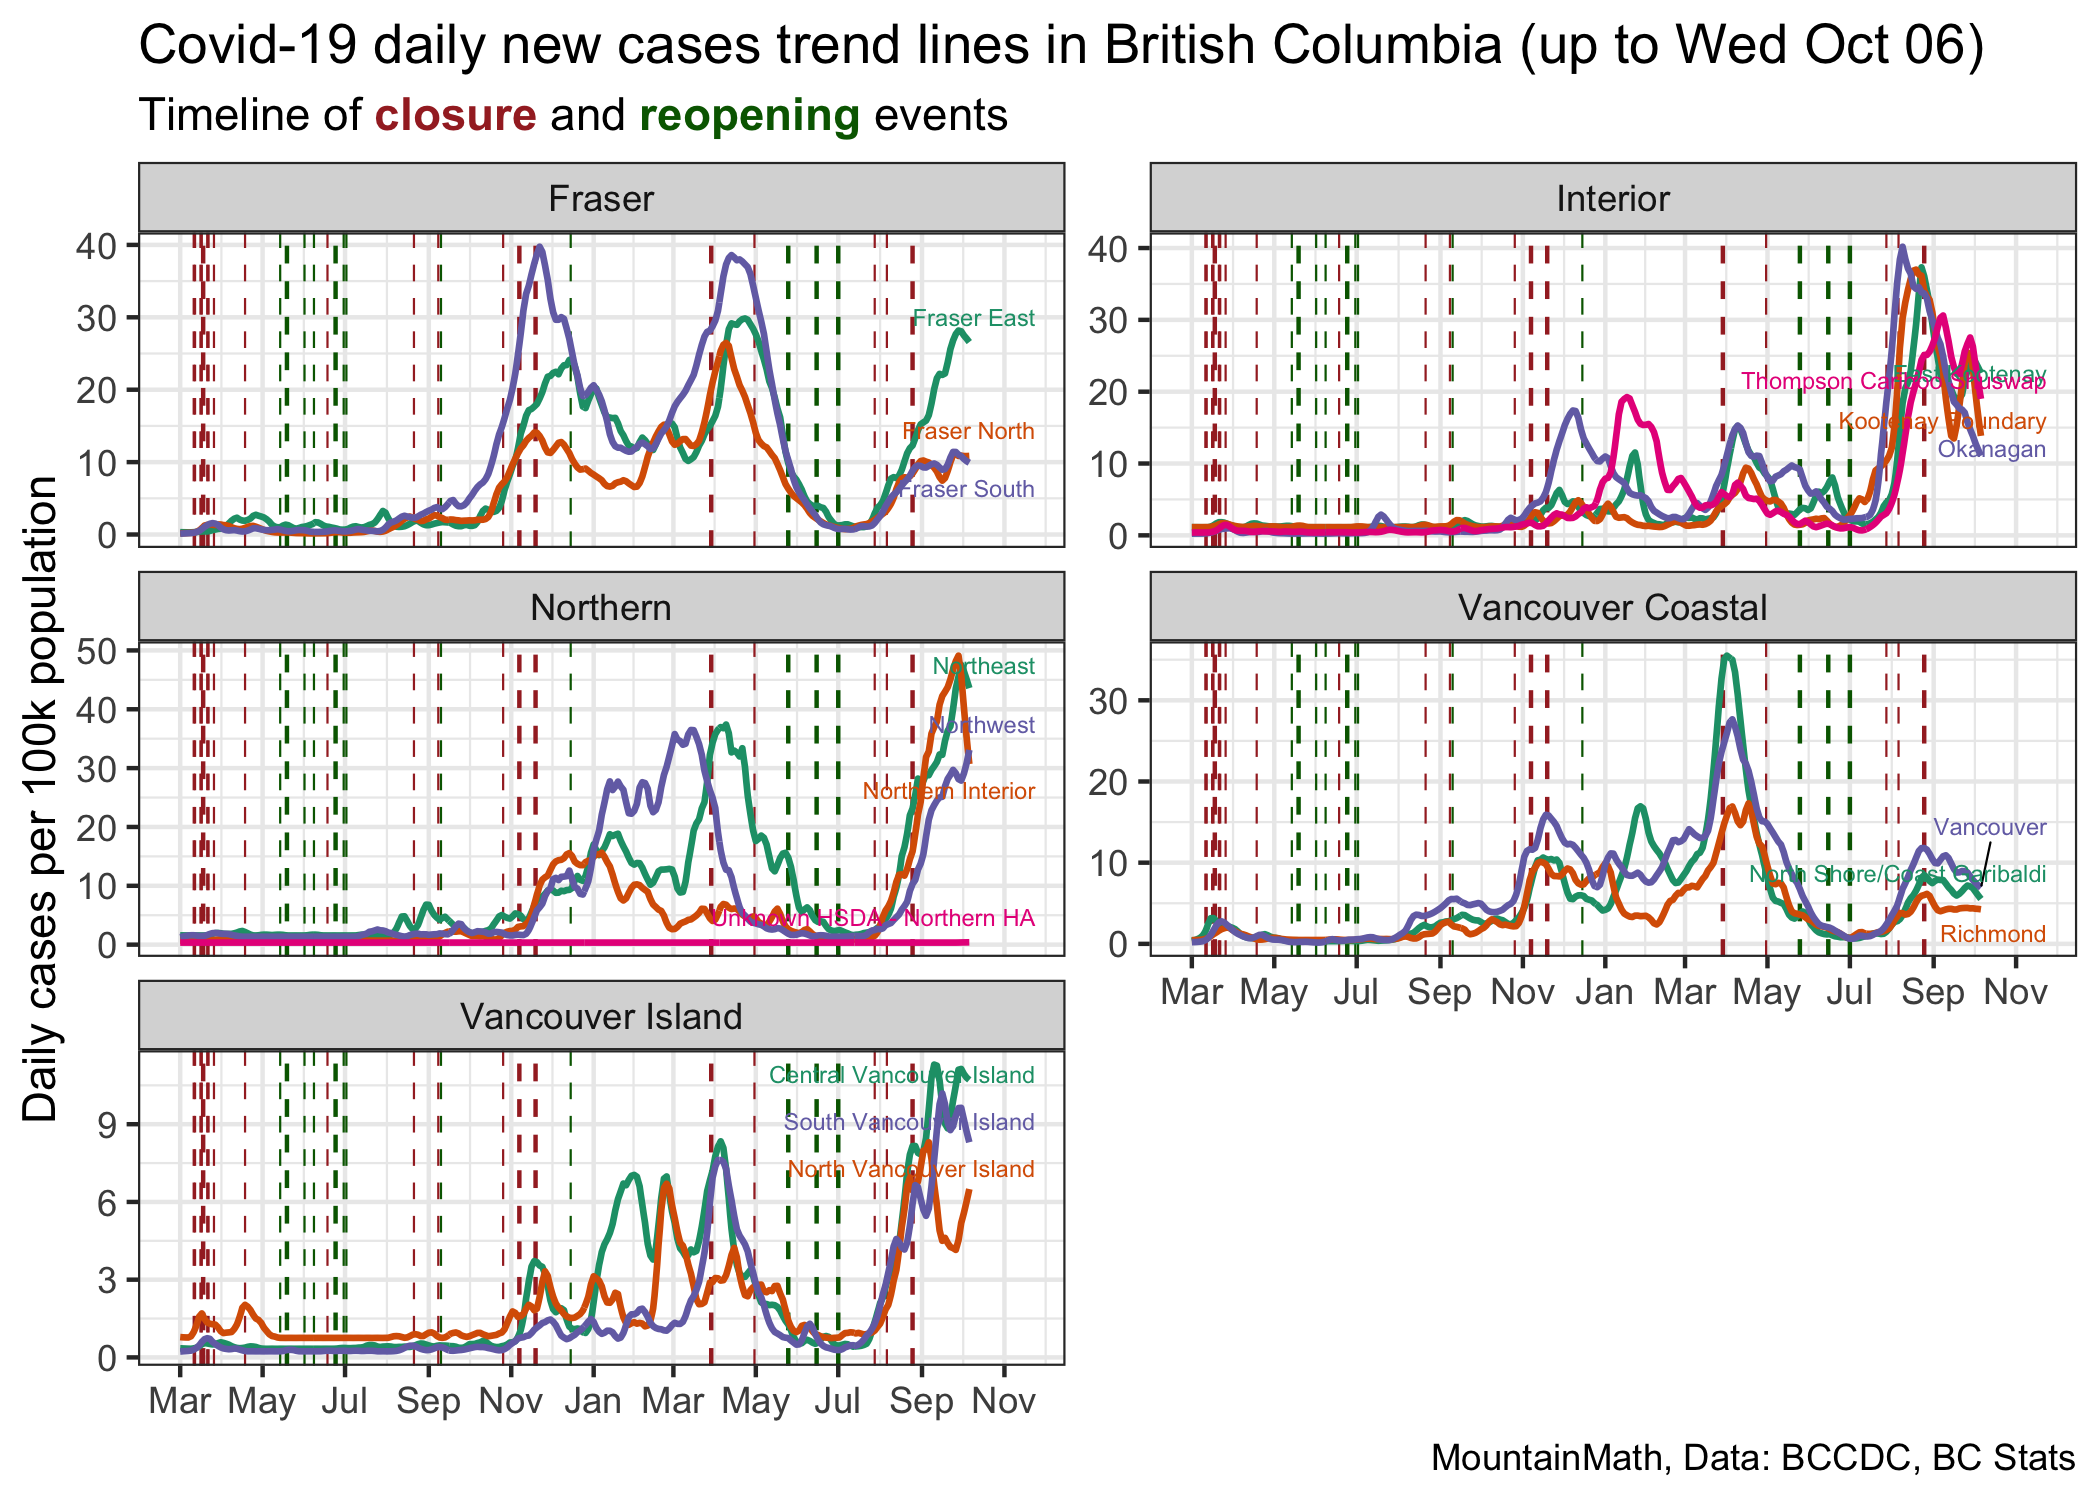 Covid-19 daily new cases trend lines in British Columbia (up to Wed Oct 06)
Timeline of closure and reopening events
Daily cases per 100k population
Fraser
40
30
20
10
0
Fraser East
Fraser North
Fraser South
Interior
40
30
20
10
0
East Kootenay
Thompson Cariboo Shuswap
Kootenay Boundary
Okanagan
Northern
50
40
30
20
10
0
Northeast
Northwest
Northern Interior
Unknown HSDA - Northern HA
Vancouver Coastal
30
20
10
0
Vancouver
North Shore/Coast Garibaldi
Richmond
Mar May Jul Sep Nov Jan Mar May Jul Sep Nov
Vancouver Island
9
6
3
0
Central Vancouver Island
South Vancouver Island
North Vancouver Island
Mar May Jul Sep Nov Jan Mar May Jul Sep Nov
MountainMath, Data: BCCDC, BC Stats